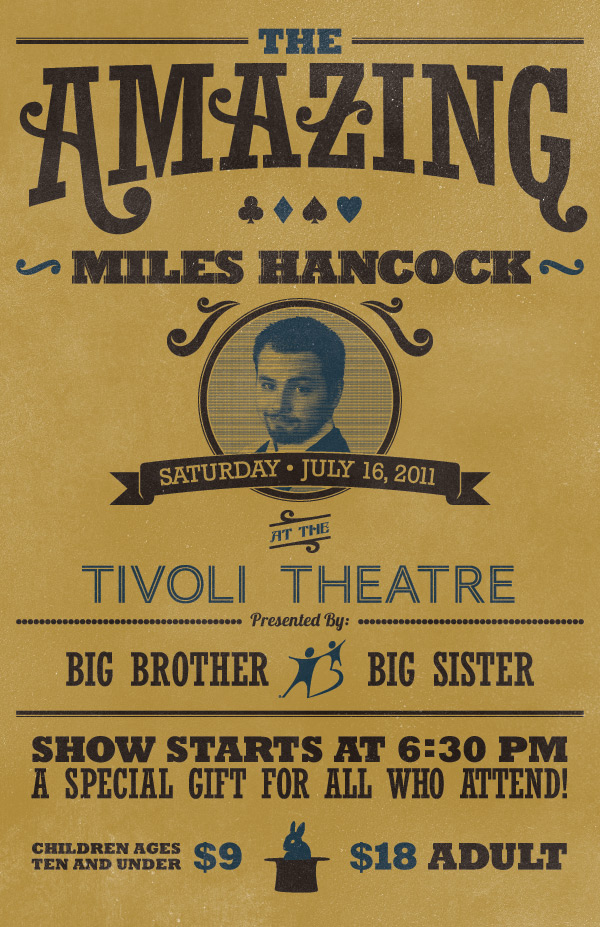 THE
AMAZING
MILES HANCOCK
SATURDAY • JULY 16, 2011
AT THE
TIVOLI THEATRE
Presented By:
BIG BROTHER BIG SISTER
SHOW STARTS AT 6:30 PM
A SPECIAL GIFT FOR ALL WHO ATTEND!
CHILDREN AGES
TEN AND UNDER $9 $18 ADULT